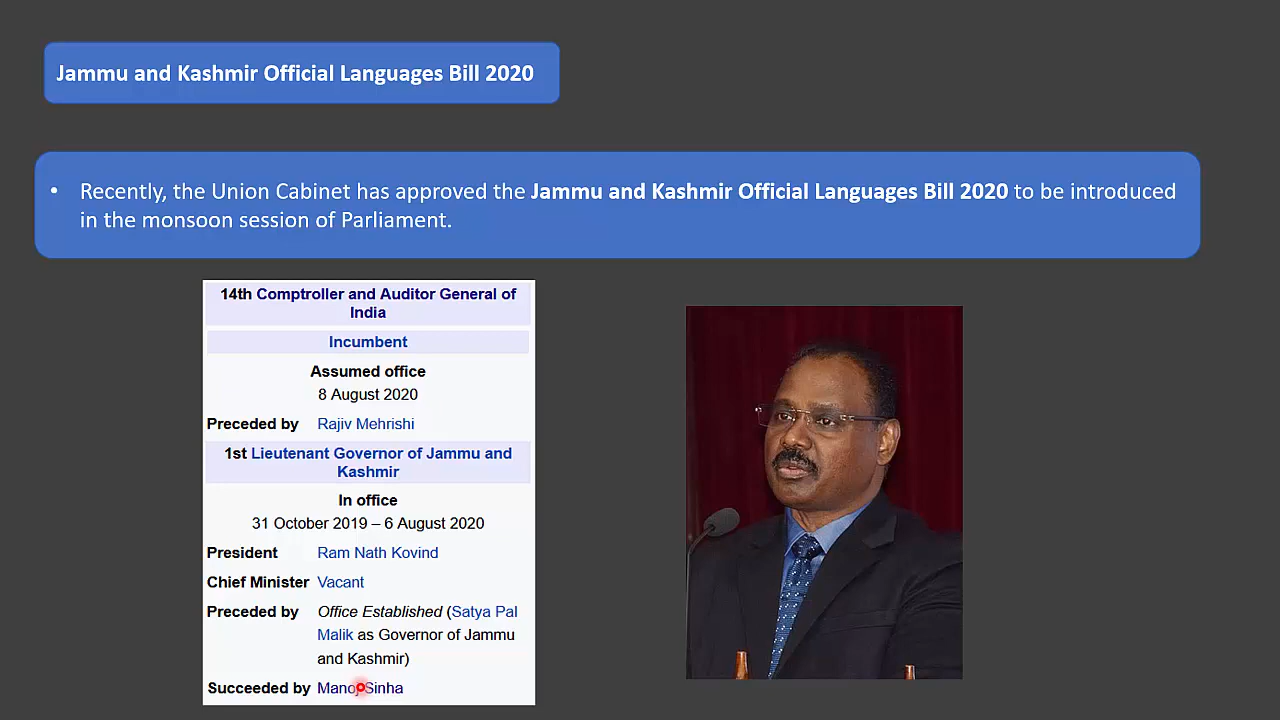 Jammu and Kashmir Official Languages Bill 2020
• Recently, the Union Cabinet has approved the Jammu and Kashmir Official Languages Bill 2020 to be introduced
in the monsoon session of Parliament.
14th Comptroller and Auditor General of
India
Incumbent
Assumed office
8 August 2020
Preceded by Rajiv Mehrishi
1st Lieutenant Governor of Jammu and
Kashmir
In office
31 October 2019 – 6 August 2020
President Ram Nath Kovind
Chief Minister Vacant
Preceded by Office Established (Satya Pal
Malik as Governor of Jammu
and Kashmir)
Succeeded by Manoj Sinha